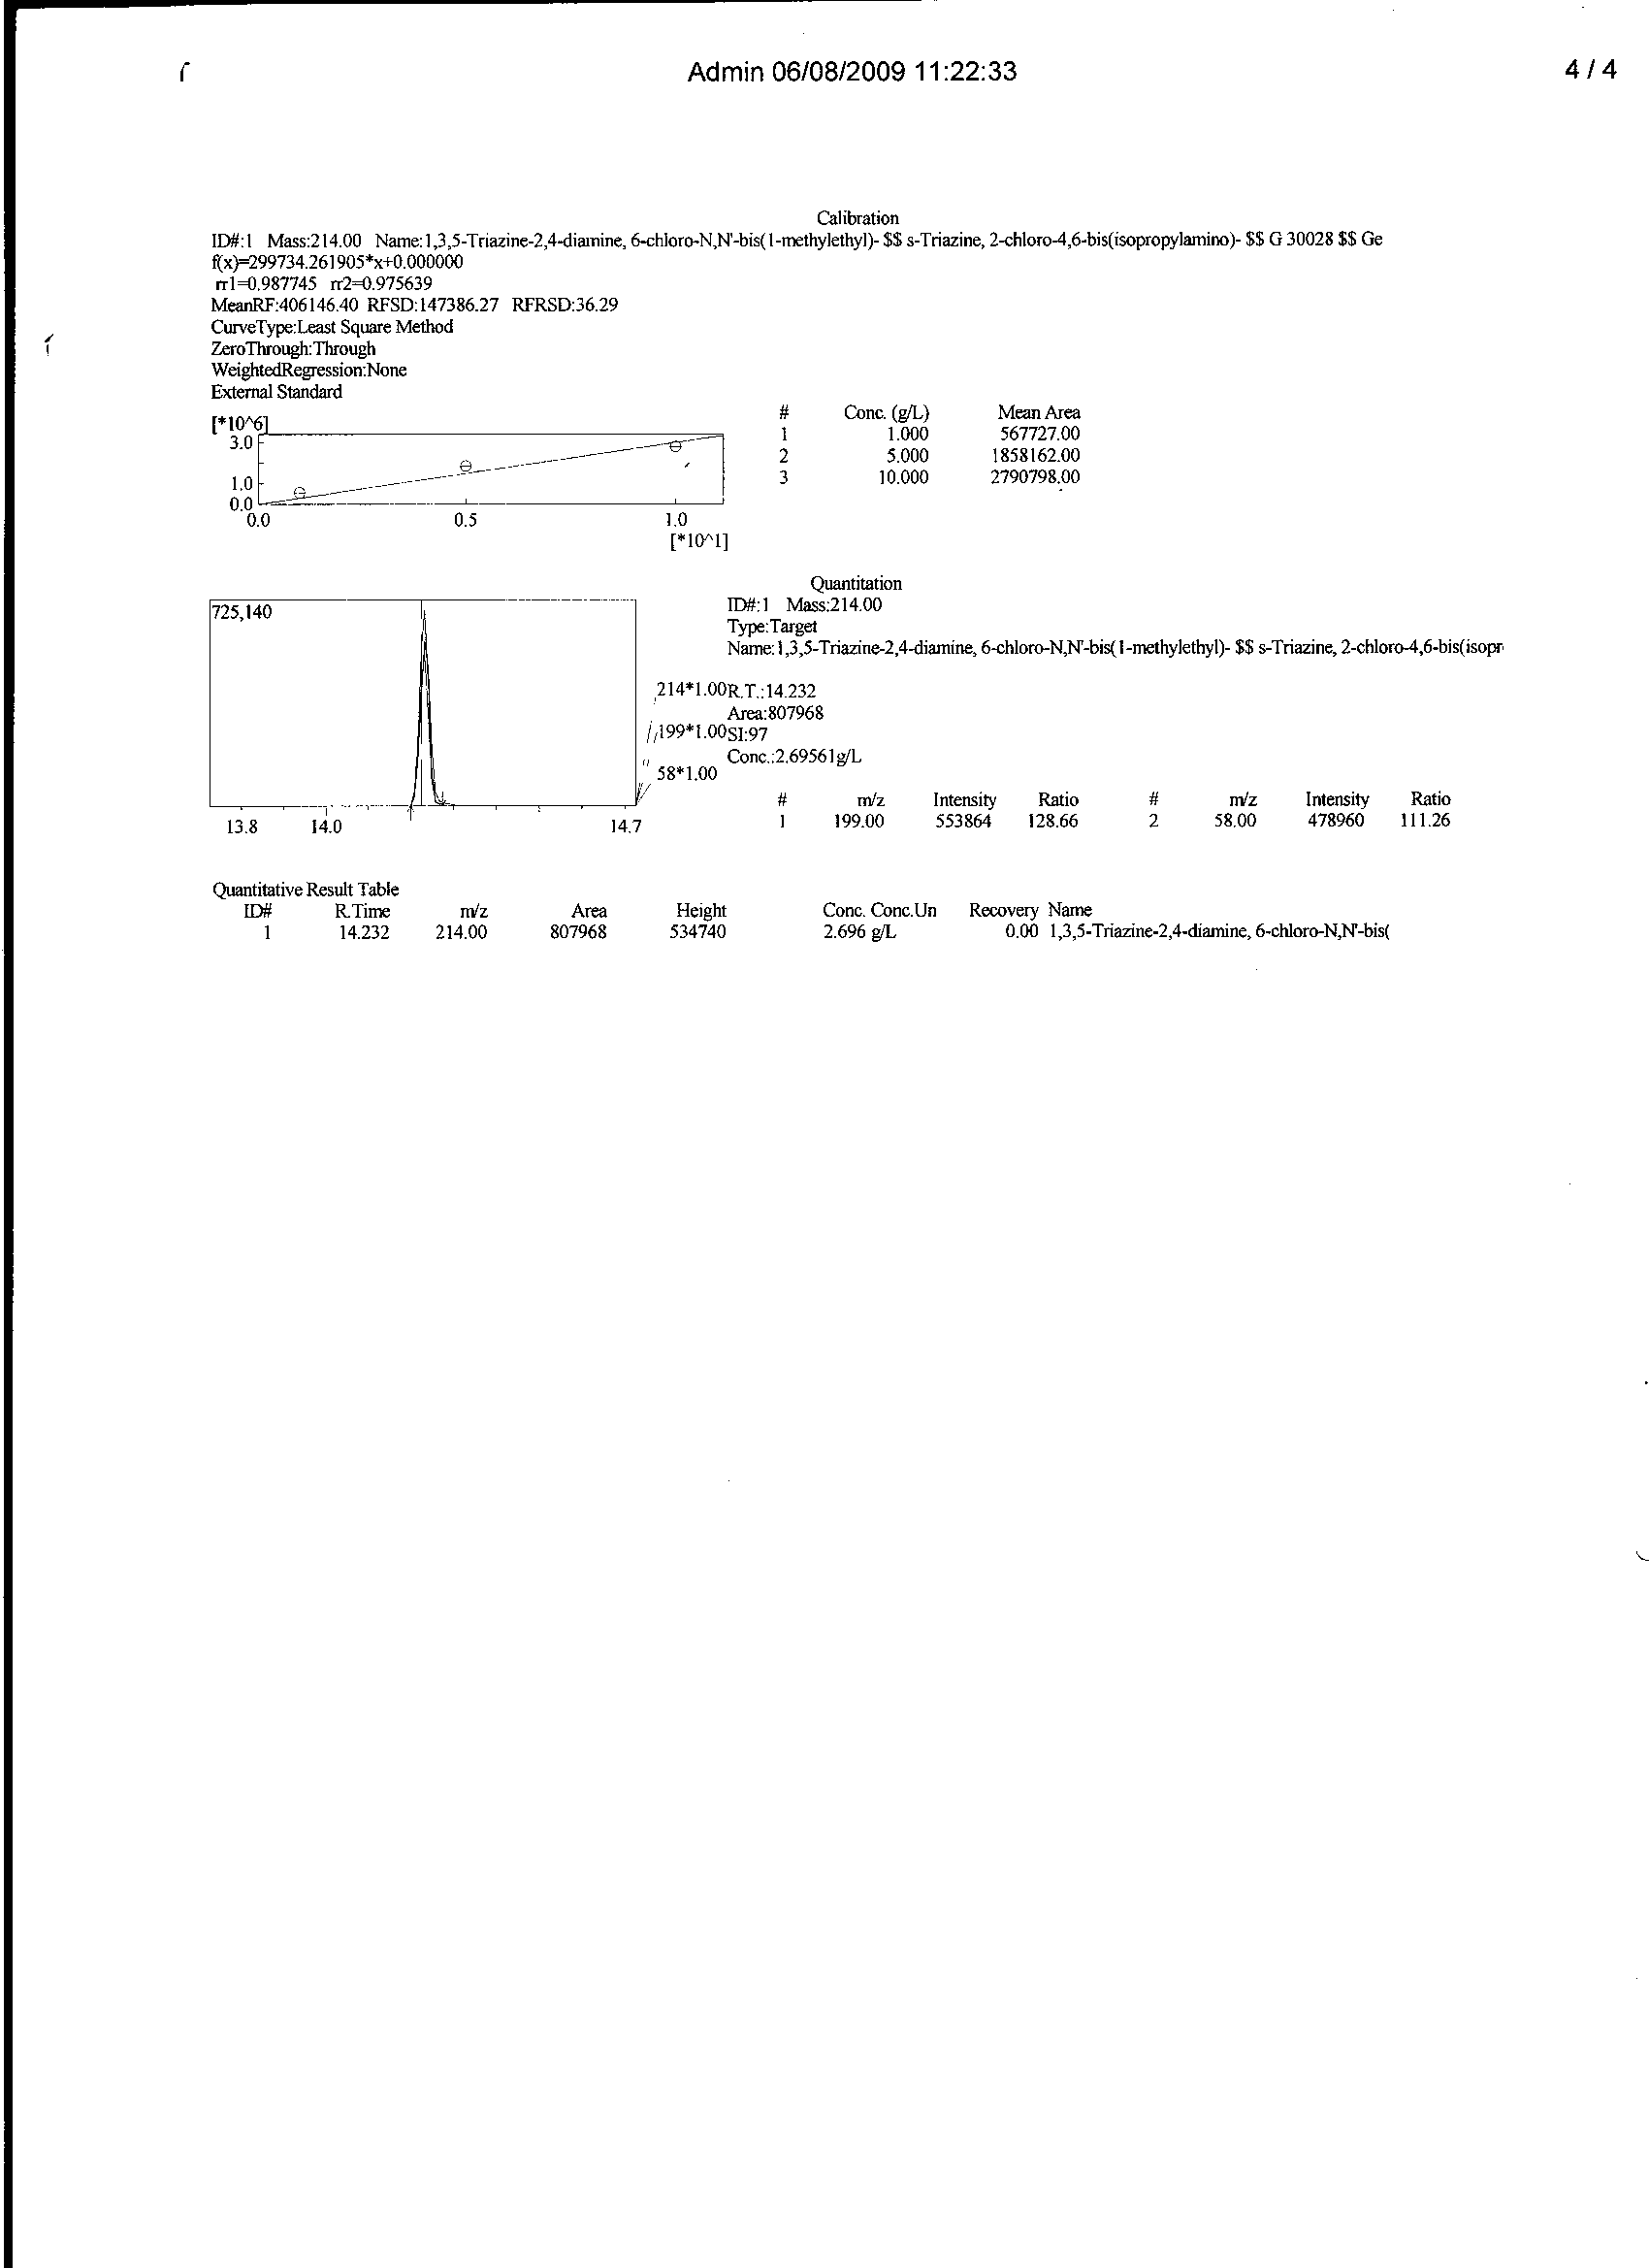 Admin 06/08/2009 11:22:33 4 / 4
Calibration
ID#:1 Mass:214.00 Name:1,3,5-Triazine-2,4-diamine, 6-chloro-N,N'-bis(1-methylethyl)- $$ s-Triazine, 2-chloro-4,6-bis(isopropylamino)- $$ G 30028 $$ Ge
f(x)=299734.261905*x+0.000000
rr1=0.987745 rr2=0.975639
MeanRF:406146.40 RFSD:147386.27 RFRSD:36.29
CurveType:Least Square Method
ZeroThrough:Through
WeightedRegression:None
External Standard
[*10^6]
3.0
1.0
0.0
0.0 0.5 1.0
[*10^1]
# Conc. (g/L) Mean Area
1 1.000 567727.00
2 5.000 1858162.00
3 10.000 2790798.00
Quantitation
725,140
13.8 14.0 14.7
214*1.00
199*1.00
58*1.00
ID#:1 Mass:214.00
Type:Target
Name:1,3,5-Triazine-2,4-diamine, 6-chloro-N,N'-bis(1-methylethyl)- $$ s-Triazine, 2-chloro-4,6-bis(isopr
R.T.:14.232
Area:807968
SI:97
Conc.:2.69561g/L
# m/z Intensity Ratio # m/z Intensity Ratio
1 199.00 553864 128.66 2 58.00 478960 111.26
Quantitative Result Table
ID# R.Time m/z Area Height Conc. Conc.Un Recovery Name
1 14.232 214.00 807968 534740 2.696 g/L 0.00 1,3,5-Triazine-2,4-diamine, 6-chloro-N,N'-bis(